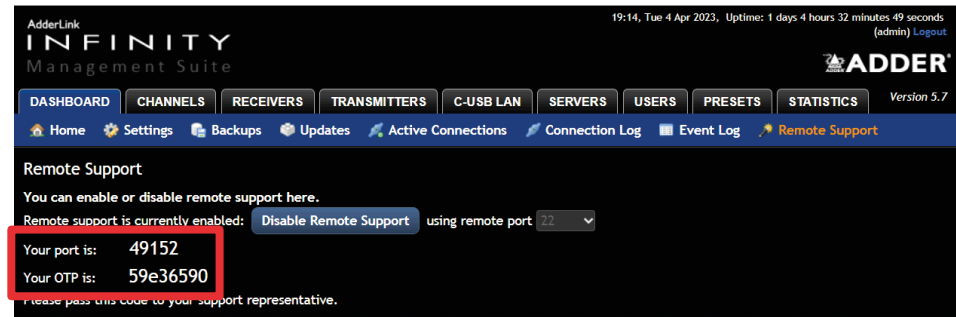 AdderLink
INFINITY
Management Suite
19:14, Tue 4 Apr 2023, Uptime: 1 days 4 hours 32 minutes 49 seconds
(admin) Logout
ADDER
DASHBOARD CHANNELS RECEIVERS TRANSMITTERS C-USB LAN SERVERS USERS PRESETS STATISTICS Version 5.7
Home Settings Backups Updates Active Connections Connection Log Event Log Remote Support
Remote Support
You can enable or disable remote support here.
Remote support is currently enabled: Disable Remote Support using remote port 22
Your port is: 49152
Your OTP is: 59e36590
Please pass this code to your support representative.